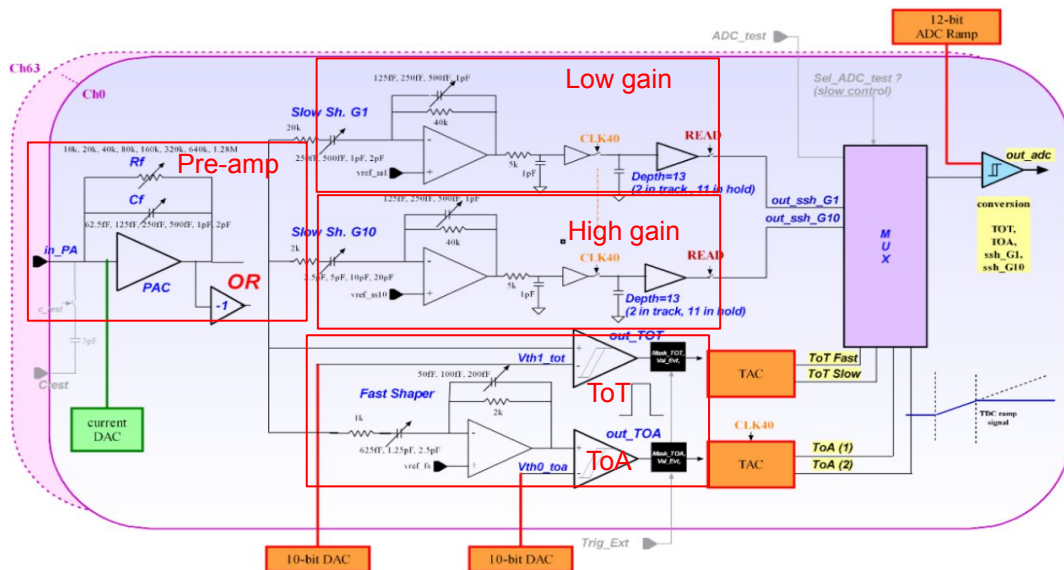 12-bit
ADC Ramp
ADC_test
Ch63
Ch0
Low gain
125fF, 250fF, 500fF, 1pF
Sel_ADC_test ?
(slow control)
Slow Sh. G1
40k
20k
CLK40
READ
10k, 20k, 40k, 80k, 160k, 320k, 640k, 1.28M
Pre-amp
Rf
250fF, 500fF, 1pF, 2pF
5k
1pF
out_adc
vref_ss1
Depth=13
(2 in track, 11 in hold)
Cf
62.5fF, 125fF, 250fF, 500fF, 1pF, 2pF
125fF, 250fF, 500fF, 1pF
out_ssh_G1
out_ssh_G10
conversion
TOT,
TOA,
ssh_G1,
ssh_G10
MUX
High gain
Slow Sh. G10
40k
2k
CLK40
READ
in_PA
PAC
OR
2.5pF, 5pF, 10pF, 20pF
5k
1pF
vref_ss10
Depth=13
(2 in track, 11 in hold)
-1
c_test
3pF
Ctest
out_TOT
Vth1_tot
Mask_TOT,
Val_Evt,
TAC
ToT Fast
ToT Slow
50fF, 100fF, 200fF
Fast Shaper
2k
ToT
current
DAC
1k
out_TOA
CLK40
TDC ramp
signal
625fF, 1.25pF, 2.5pF
vref_fs
Vth0_toa
ToA
Mask_TOA,
Val_Evt,
TAC
ToA (1)
ToA (2)
Trig_Ext
10-bit DAC
10-bit DAC